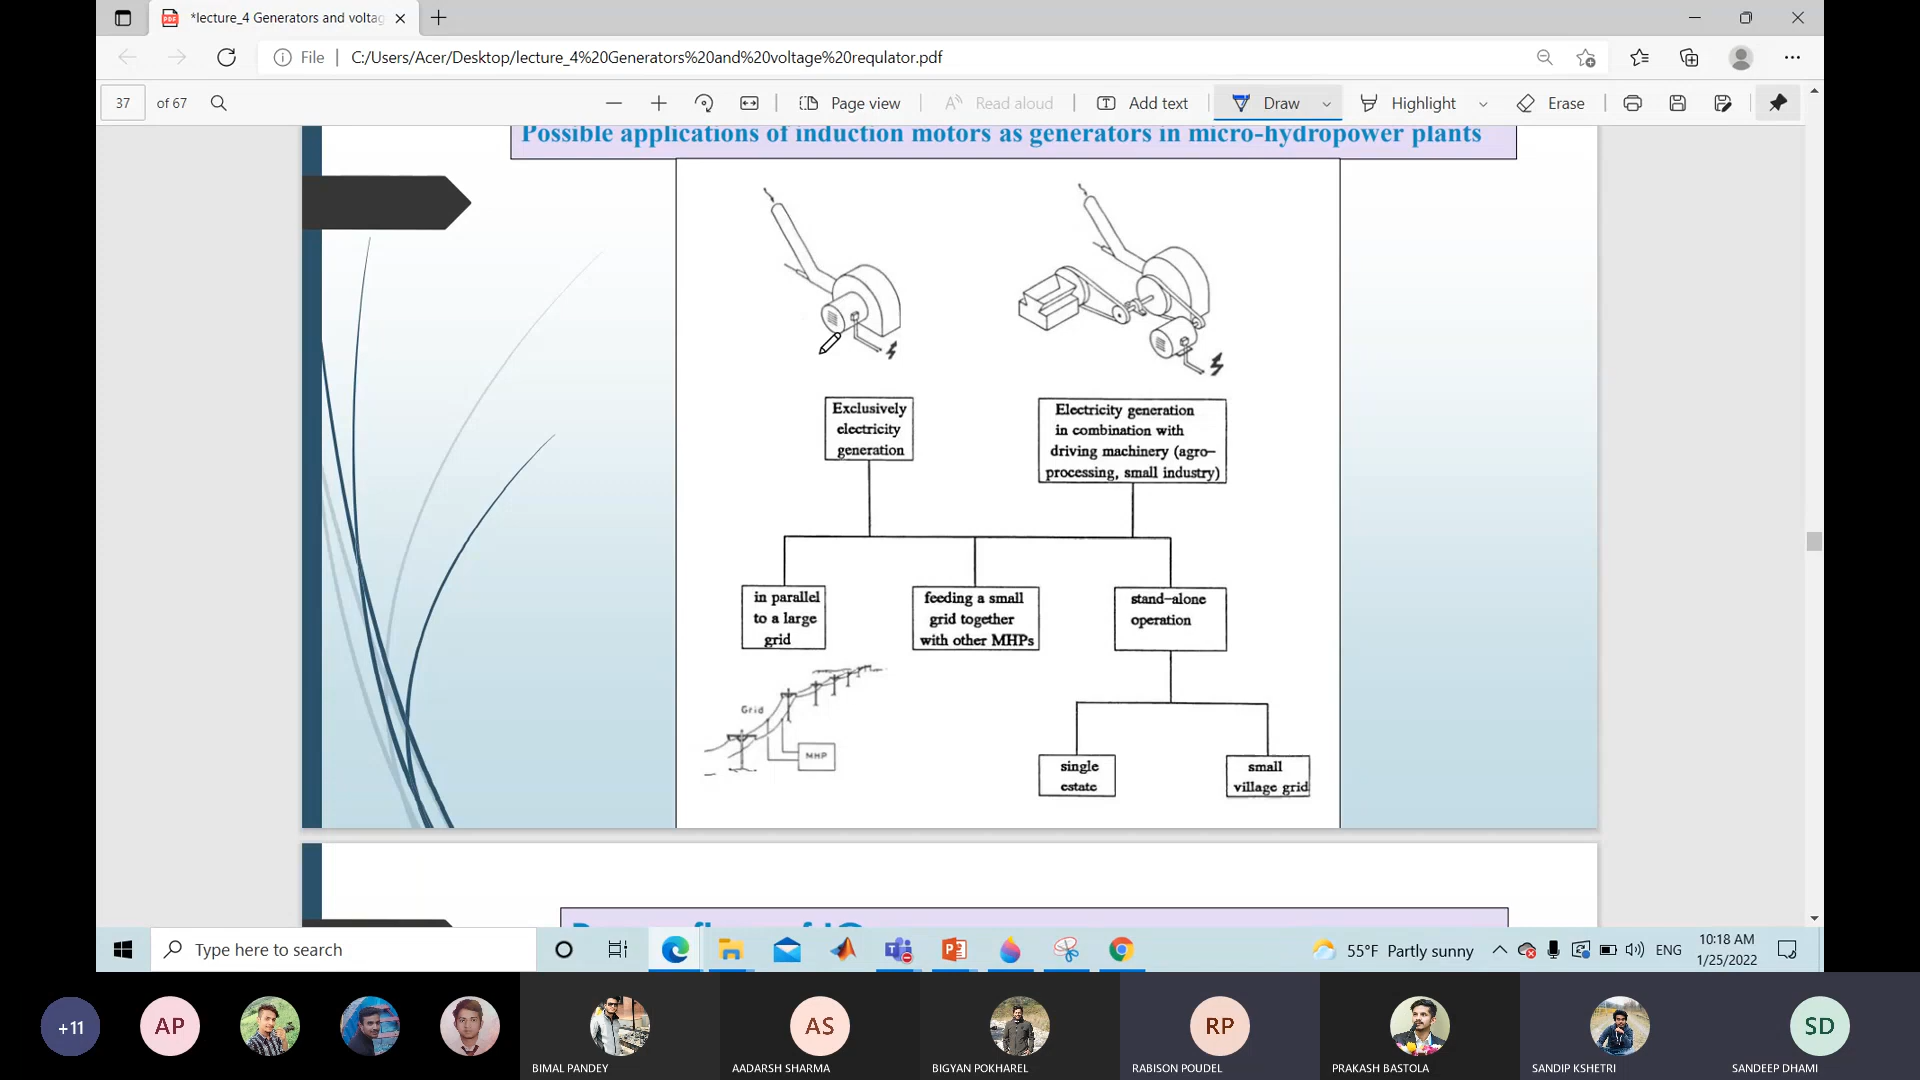 *lecture_4 Generators and voltag
File
C:/Users/Acer/Desktop/lecture_4%20Generators%20and%20voltage%20requlator.pdf
37 of 67
Page view
Read aloud
Add text
Draw
Highlight
Erase
Possible applications of induction motors as generators in micro-hydropower plants
Exclusively
electricity
generation
Electricity generation
in combination with
driving machinery (agro-
processing, small industry)
in parallel
to a large
grid
feeding a small
grid together
with other MHPs
stand-alone
operation
Grid
MHP
single
estate
small
village grid
Type here to search
55°F Partly sunny
ENG
10:18 AM
1/25/2022
+11
AP
AS
RP
SD
BIMAL PANDEY
AADARSH SHARMA
BIGYAN POKHAREL
RABISON POUDEL
PRAKASH BASTOLA
SANDIP KSHETRI
SANDEEP DHAMI